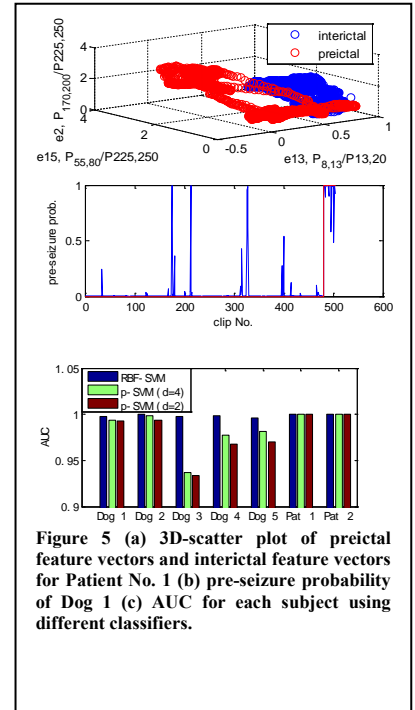 interictal
preictal
4
2
0
e2, P170,200/P225,250
4
2
0
e15, P55,80/P225,250
-0.5
0
0.5
1
e13, P8,13/P13,20
1
0.5
0
pre-seizure prob.
0 100 200 300 400 500 600
clip No.
1.05
1
0.95
0.9
AUC
RBF-SVM
p-SVM (d=4)
p-SVM (d=2)
Dog 1 Dog 2 Dog 3 Dog 4 Dog 5 Pat 1 Pat 2
Figure 5 (a) 3D-scatter plot of preictal
feature vectors and interictal feature vectors
for Patient No. 1 (b) pre-seizure probability
of Dog 1 (c) AUC for each subject using
different classifiers.